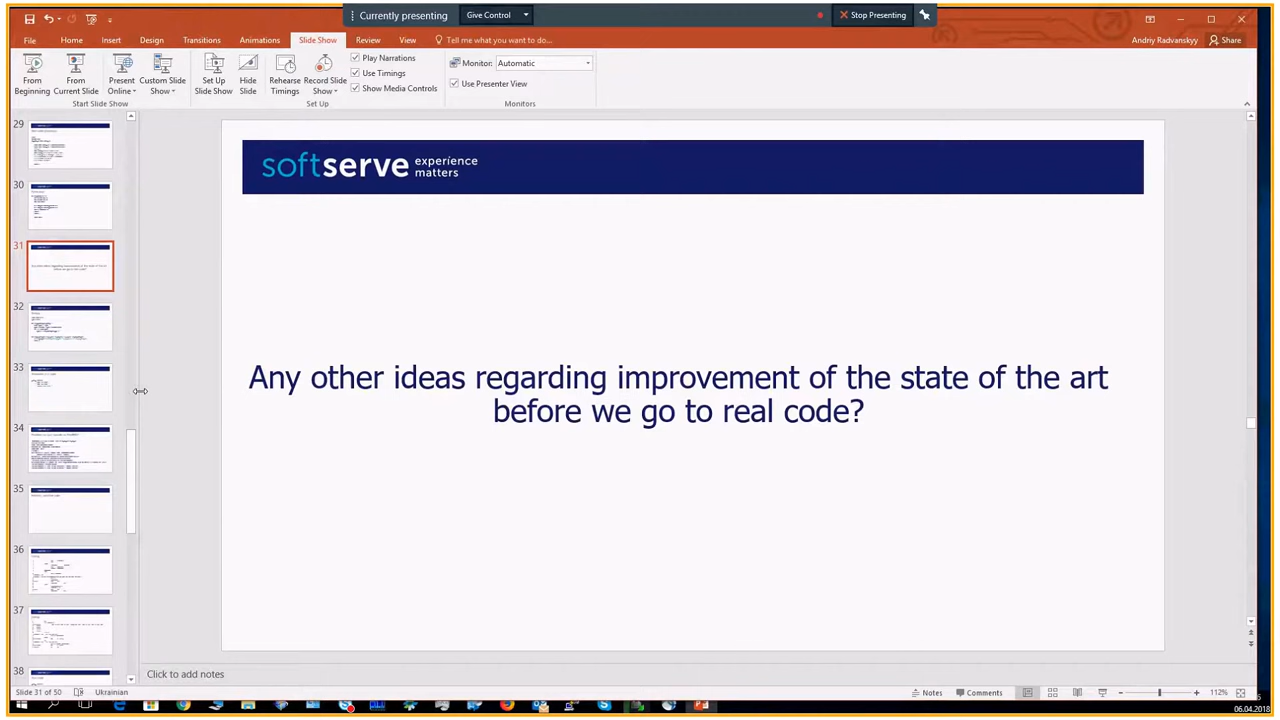 Currently presenting
Give Control
Stop Presenting
File
Home
Insert
Design
Transitions
Animations
Slide Show
Review
View
Tell me what you want to do...
Andriy Radvanskyy
Share
From Beginning
From Current Slide
Present Online
Custom Slide Show
Start Slide Show
Set Up Slide Show
Hide Slide
Rehearse Timings
Record Slide Show
Play Narrations
Use Timings
Show Media Controls
Set Up
Monitor:
Automatic
Use Presenter View
Monitors
29
30
31
32
33
34
35
36
37
38
softserve experience
matters
Any other ideas regarding improvement of the state of the art
before we go to real code?
Click to add notes
Slide 31 of 50
Ukrainian
Notes
Comments
112%
06.04.2018